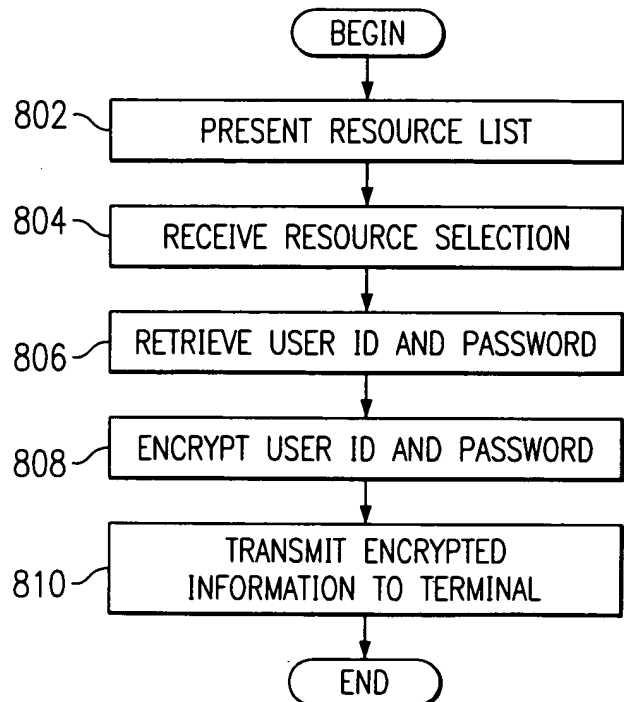 BEGIN
802
PRESENT RESOURCE LIST
804
RECEIVE RESOURCE SELECTION
806
RETRIEVE USER ID AND PASSWORD
808
ENCRYPT USER ID AND PASSWORD
810
TRANSMIT ENCRYPTED
INFORMATION TO TERMINAL
END